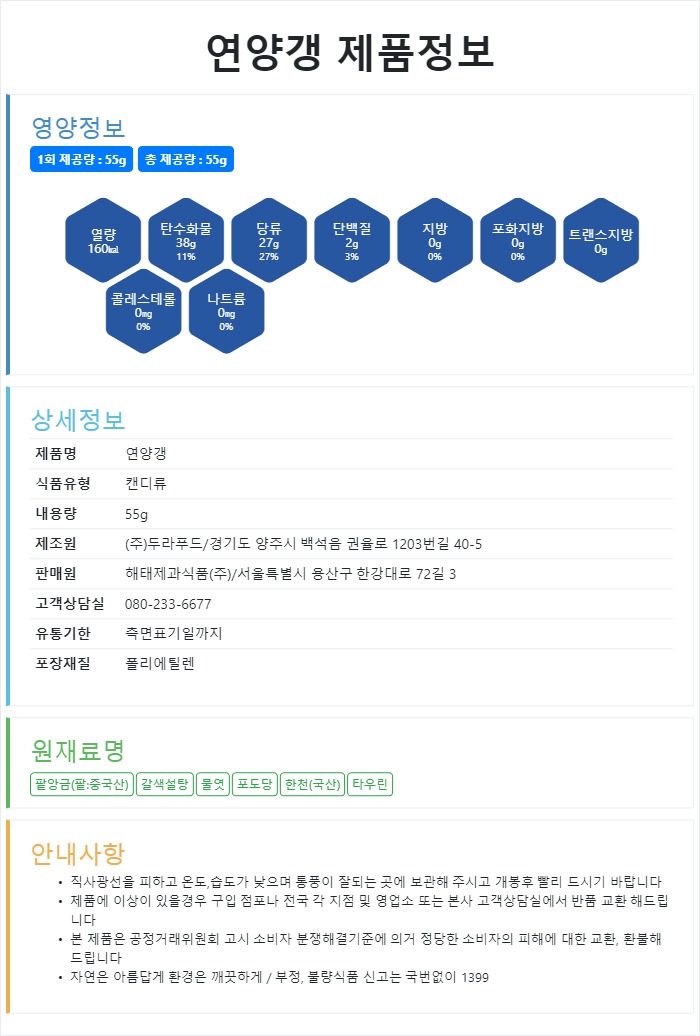 연양갱 제품정보
영양정보
1회 제공량 : 55g 총 제공량 : 55g
열량 탄수화물 당류 단백질 지방 포화지방 트랜스지방
160㎉ 38g 27g 2g 0g 0g 0g
11% 27% 3% 0% 0%
콜레스테롤 나트륨
0㎎ 0㎎
0% 0%
상세정보
제품명 연양갱
식품유형 캔디류
내용량 55g
제조원 (주)두라푸드/경기도 양주시 백석음 권율로 1203번길 40-5
판매원 해태제과식품(주)/서울특별시 용산구 한강대로 72길 3
고객상담실 080-233-6677
유통기한 측면표기일까지
포장재질 폴리에틸렌
원재료명
팥앙금(팥:중국산) 갈색설탕 물엿 포도당 한천(국산) 타우린
안내사항
• 직사광선을 피하고 온도,습도가 낮으며 통풍이 잘되는 곳에 보관해 주시고 개봉후 빨리 드시기 바랍니다
• 제품에 이상이 있을경우 구입 점포나 전국 각 지점 및 영업소 또는 본사 고객상담실에서 반품 교환 해드립
니다
• 본 제품은 공정거래위원회 고시 소비자 분쟁해결기준에 의거 정당한 소비자의 피해에 대한 교환, 환불해
드립니다
• 자연은 아름답게 환경은 깨끗하게 / 부정, 불량식품 신고는 국번없이 1399